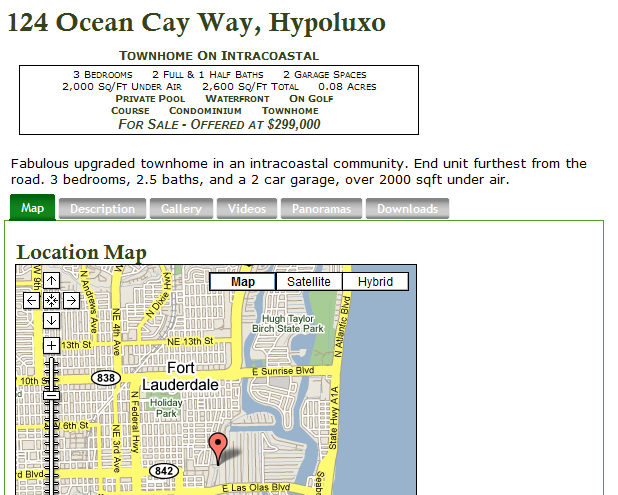 124 Ocean Cay Way, Hypoluxo
TOWNHOME ON INTRACOASTAL
3 BEDROOMS 2 FULL & 1 HALF BATHS 2 GARAGE SPACES
2,000 SQ/FT UNDER AIR 2,600 SQ/FT TOTAL 0.08 ACRES
PRIVATE POOL WATERFRONT ON GOLF
COURSE CONDOMINIUM TOWNHOME
FOR SALE - OFFERED AT $299,000
Fabulous upgraded townhome in an intracoastal community. End unit furthest from the
road. 3 bedrooms, 2.5 baths, and a 2 car garage, over 2000 sqft under air.
Map Description Gallery Videos Panoramas Downloads
Location Map
Map Satellite Hybrid
W 9th
N Andrews Ave
NE 4th Ave
N Dixie Hwy
Hugh Taylor
Birch State Park
N Atlantic Blvd
13th St
NE 13th St
Fort
Lauderdale
E Sunrise Blvd
10th S
838
Holiday
Park
N Federal Hwy
State Hwy A1A
6th St
NE 3rd Ave
842
rd Blvd
E Las Olas Blvd
Seab